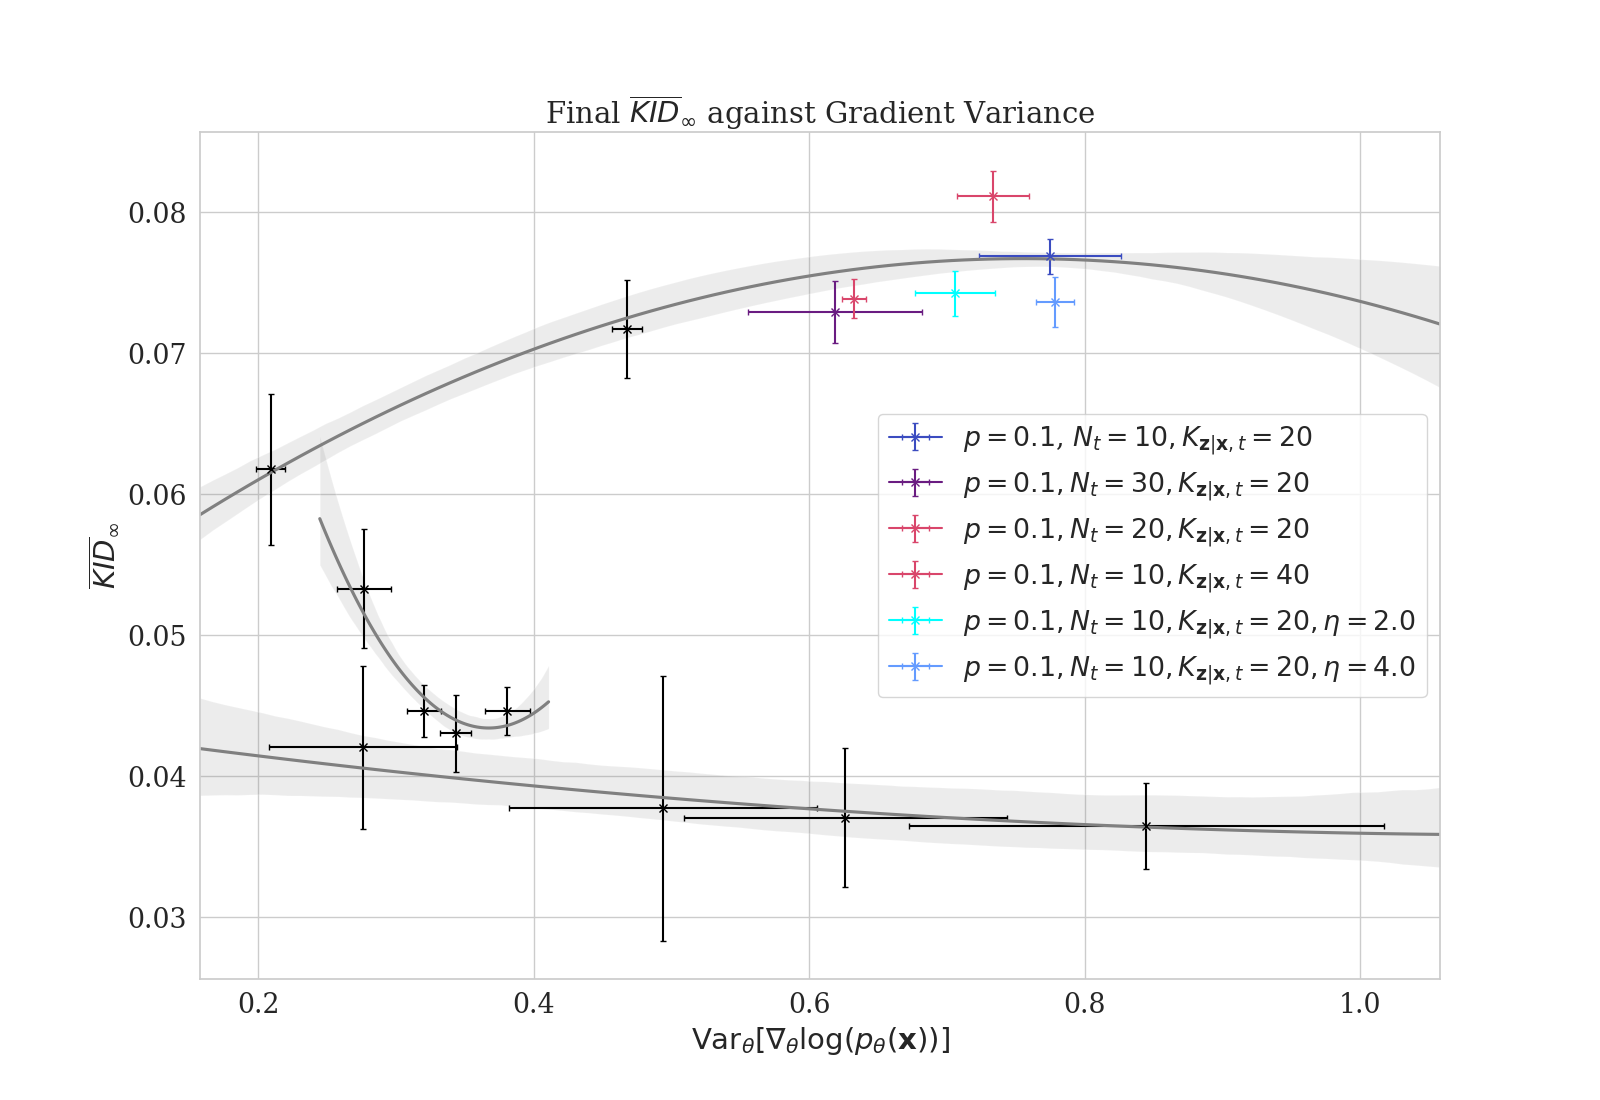 Final $\overline{KID}_\infty$ against Gradient Variance
0.08
0.07
0.06
0.05
0.04
0.03
$\overline{KID}_\infty$
$p = 0.1, N_t = 10, K_{\mathbf{z}|\mathbf{x},t} = 20$
$p = 0.1, N_t = 30, K_{\mathbf{z}|\mathbf{x},t} = 20$
$p = 0.1, N_t = 20, K_{\mathbf{z}|\mathbf{x},t} = 20$
$p = 0.1, N_t = 10, K_{\mathbf{z}|\mathbf{x},t} = 40$
$p = 0.1, N_t = 10, K_{\mathbf{z}|\mathbf{x},t} = 20, \eta = 2.0$
$p = 0.1, N_t = 10, K_{\mathbf{z}|\mathbf{x},t} = 20, \eta = 4.0$
0.2 0.4 0.6 0.8 1.0
$\mathrm{Var}_\theta[\nabla_\theta \log(p_\theta(\mathbf{x}))]$